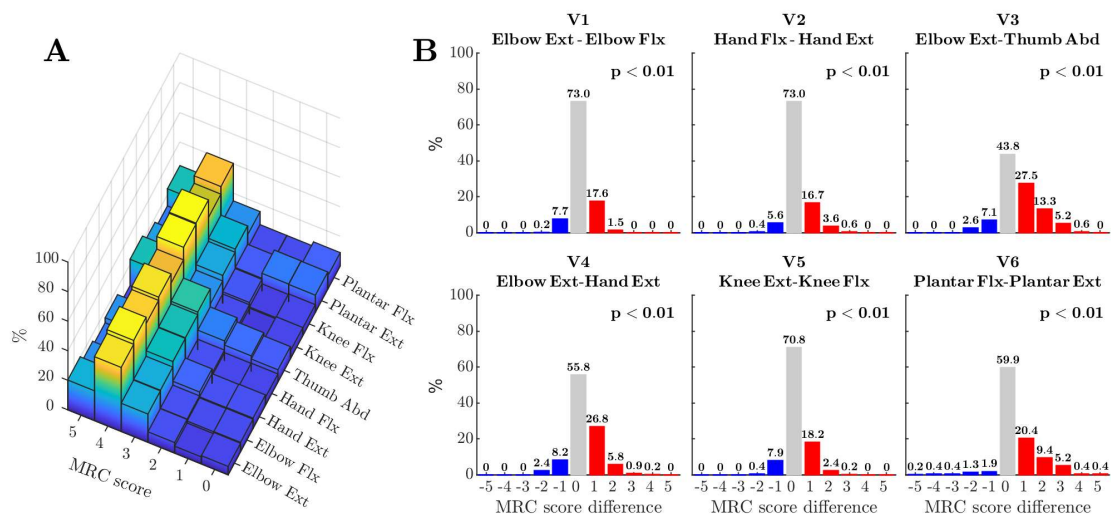 A
100
80
60
40
20
0
%
5
4
3
2
1
0
MRC score
Plantar Flx
Plantar Ext
Knee Flx
Knee Ext
Thumb Abd
Hand Flx
Hand Ext
Elbow Flx
Elbow Ext
B
V1
Elbow Ext - Elbow Flx
p < 0.01
100
80
60
40
20
0
%
0 0 0 0.2 7.7 73.0 17.6 1.5 0 0 0
V2
Hand Flx - Hand Ext
p < 0.01
0 0 0 0.4 5.6 73.0 16.7 3.6 0.6 0 0
V3
Elbow Ext-Thumb Abd
p < 0.01
0 0 0 2.6 7.1 43.8 27.5 13.3 5.2 0.6 0
V4
Elbow Ext-Hand Ext
p < 0.01
100
80
60
40
20
0
%
0 0 0 2.4 8.2 55.8 26.8 5.8 0.9 0.2 0
-5 -4 -3 -2 -1 0 1 2 3 4 5
MRC score difference
V5
Knee Ext-Knee Flx
p < 0.01
0 0 0 0.4 7.9 70.8 18.2 2.4 0.2 0 0
-5 -4 -3 -2 -1 0 1 2 3 4 5
MRC score difference
V6
Plantar Flx-Plantar Ext
p < 0.01
0.2 0.4 0.4 1.3 1.9 59.9 20.4 9.4 5.2 0.4 0.4
-5 -4 -3 -2 -1 0 1 2 3 4 5
MRC score difference